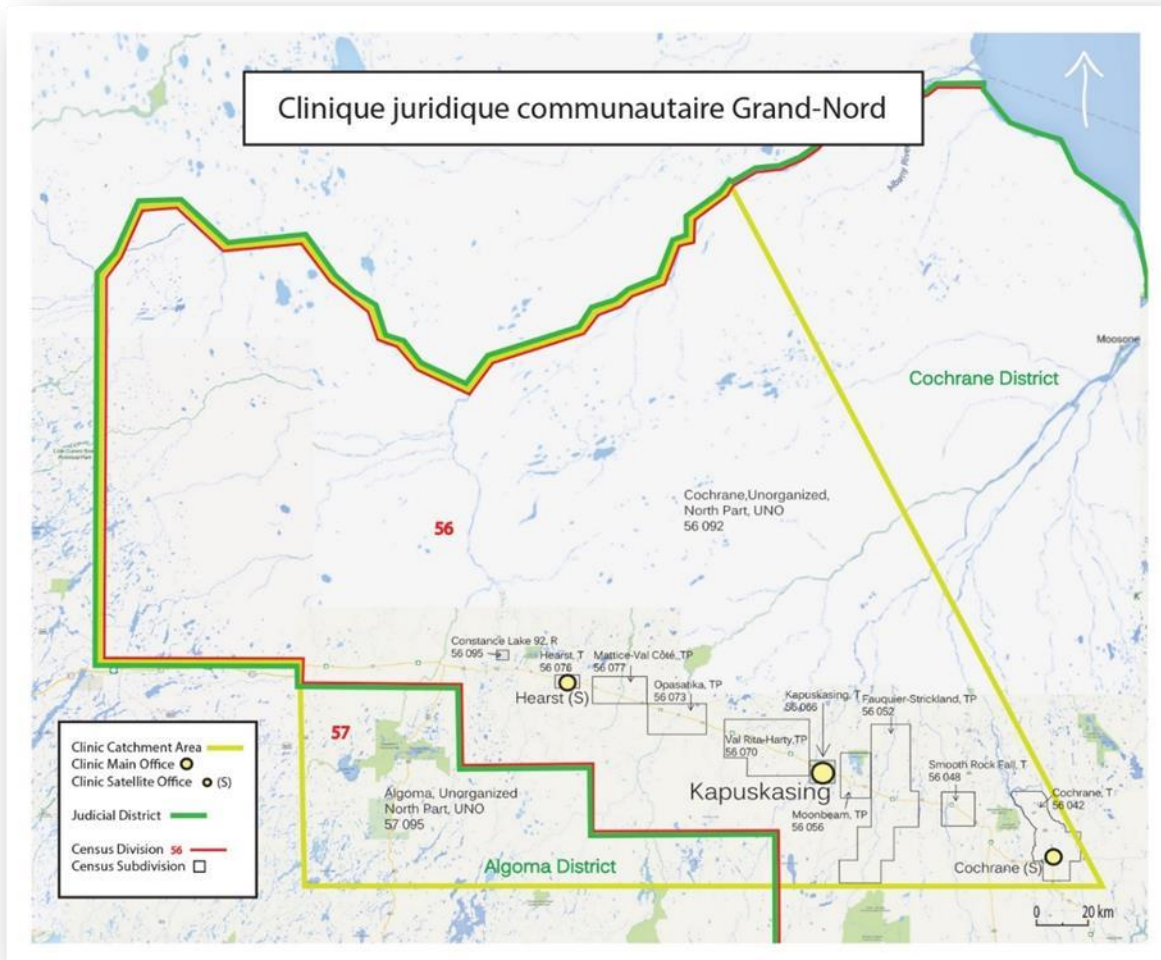 Clinique juridique communautaire Grand-Nord
Albany River
Moosone
Cochrane District
Cochrane,Unorganized,
North Part, UNO
56 092
56
Constance Lake 92, R
56 095
Hearst, T
56 076
Mattice-Val Côté, TP
56 077
Hearst (S)
Opasatika, TP
56 073
Kapuskasing, T
56 066
Fauquier-Strickland, TP
56 052
57
Val Rita-Harty,TP
56 070
Smooth Rock Fall, T
56 048
Kapuskasing
Cochrane, T
56 042
Algoma, Unorganized
North Part, UNO
57 095
Moonbeam, TP
56 056
Algoma District
Cochrane (S)
Clinic Catchment Area
Clinic Main Office
Clinic Satellite Office (S)
Judicial District
Census Division 56
Census Subdivision
0 20 km